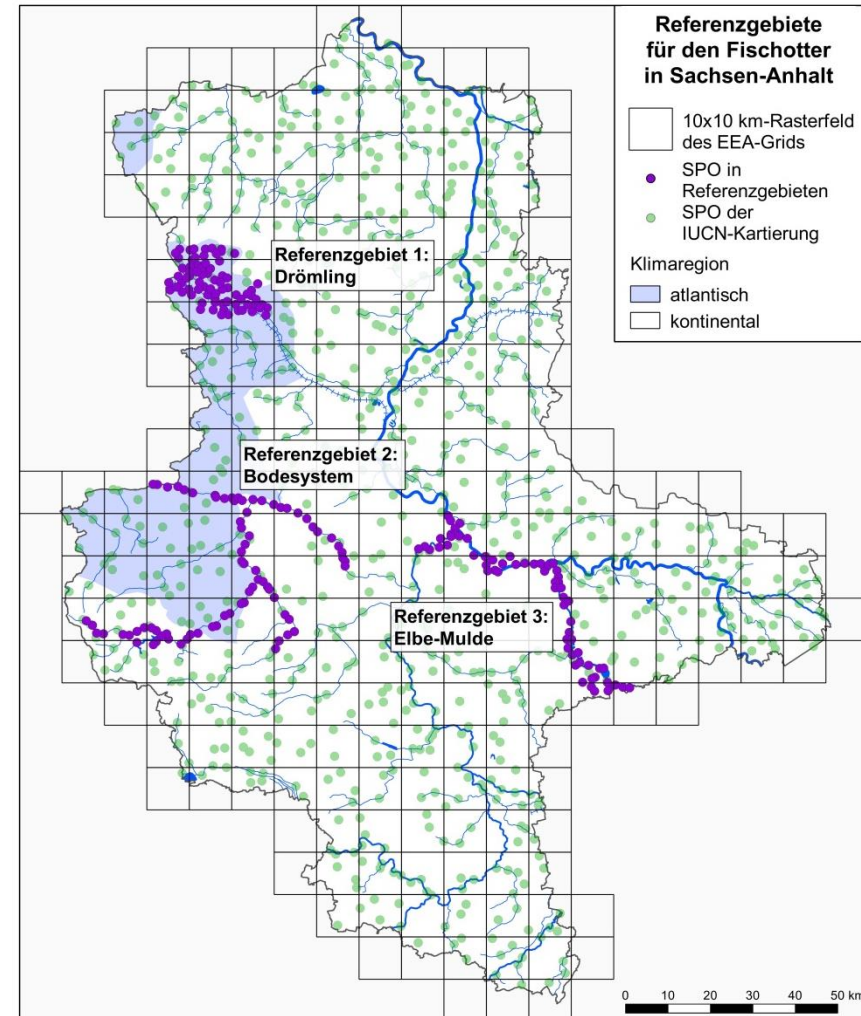 Referenzgebiete
für den Fischotter
in Sachsen-Anhalt
10x10 km-Rasterfeld
des EEA-Grids
SPO in
Referenzgebieten
SPO der
IUCN-Kartierung
Klimaregion
atlantisch
kontinental
Referenzgebiet 1:
Drömling
Referenzgebiet 2:
Bodesystem
Referenzgebiet 3:
Elbe-Mulde
0 10 20 30 40 50 km